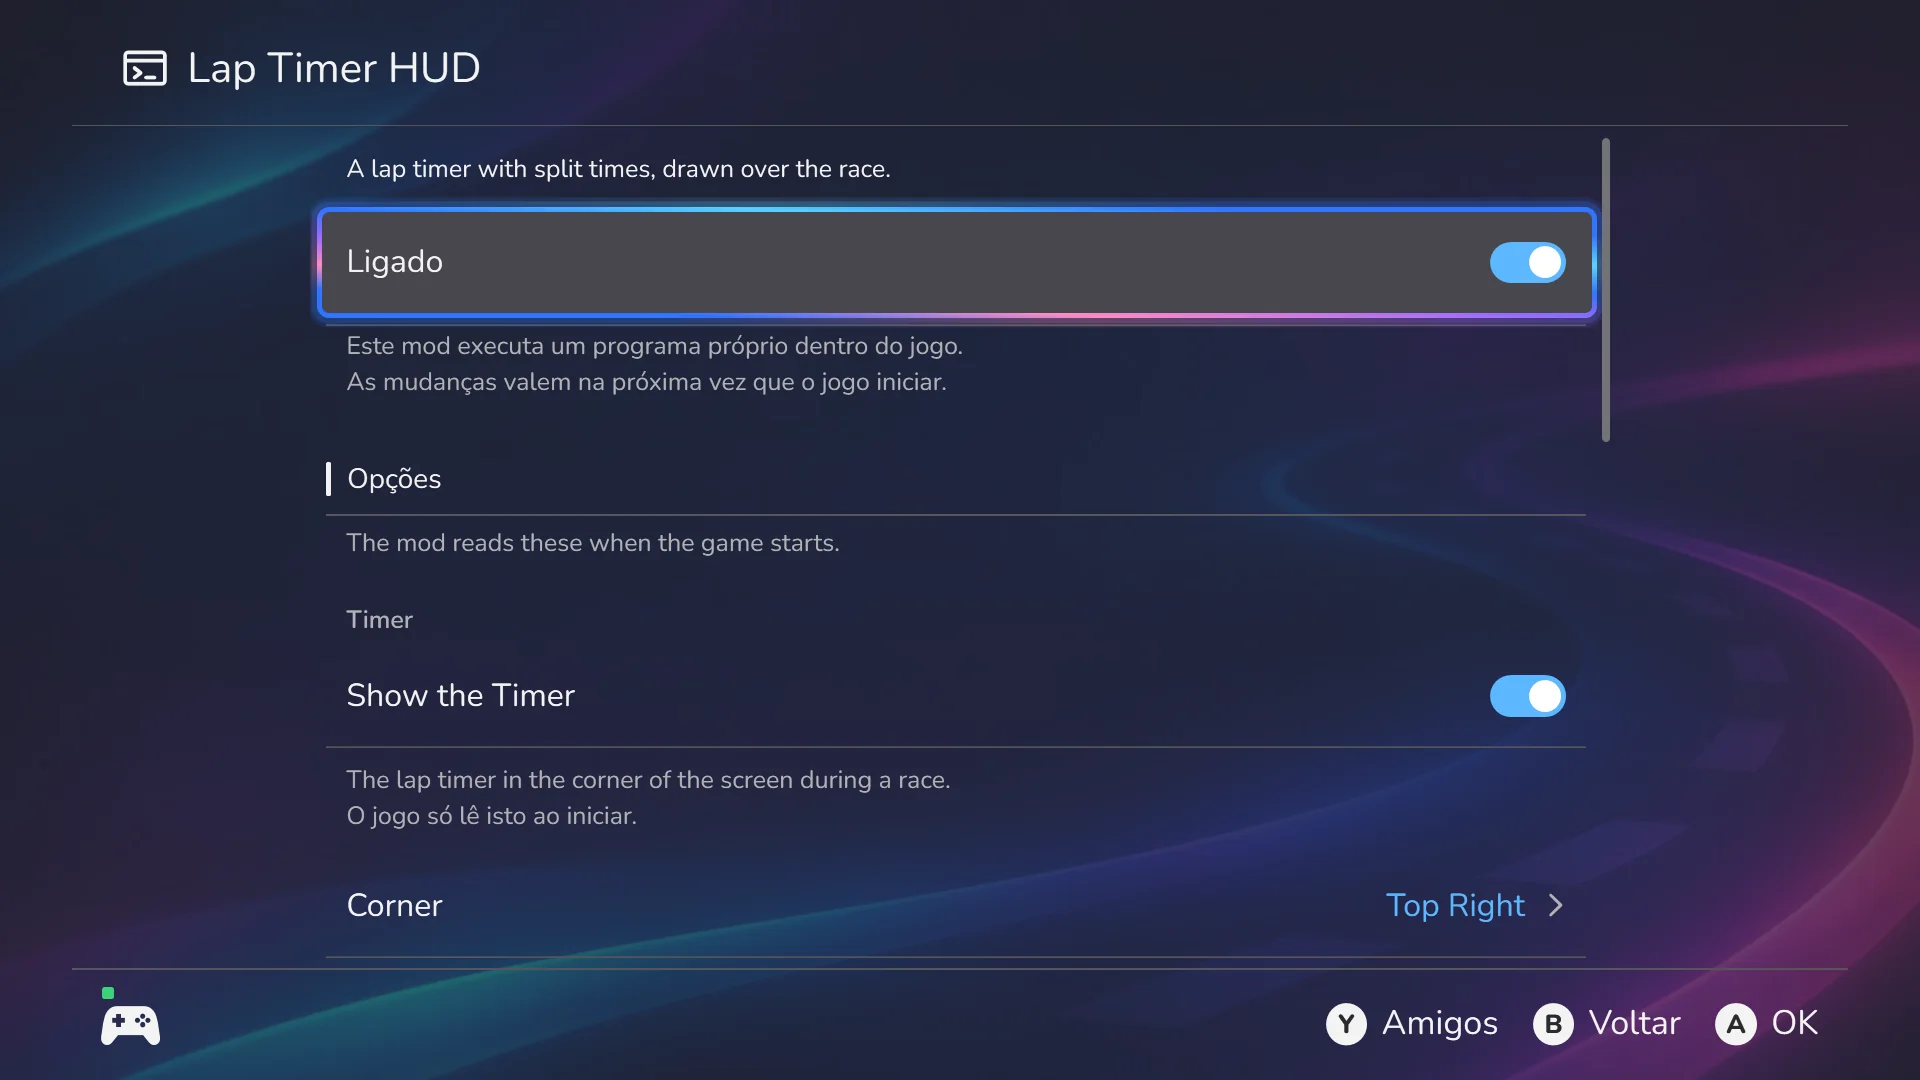 Lap Timer HUD
A lap timer with split times, drawn over the race.
Ligado
Este mod executa um programa próprio dentro do jogo.
As mudanças valem na próxima vez que o jogo iniciar.
Opções
The mod reads these when the game starts.
Timer
Show the Timer
The lap timer in the corner of the screen during a race.
O jogo só lê isto ao iniciar.
Corner
Top Right
Y Amigos
B Voltar
A OK